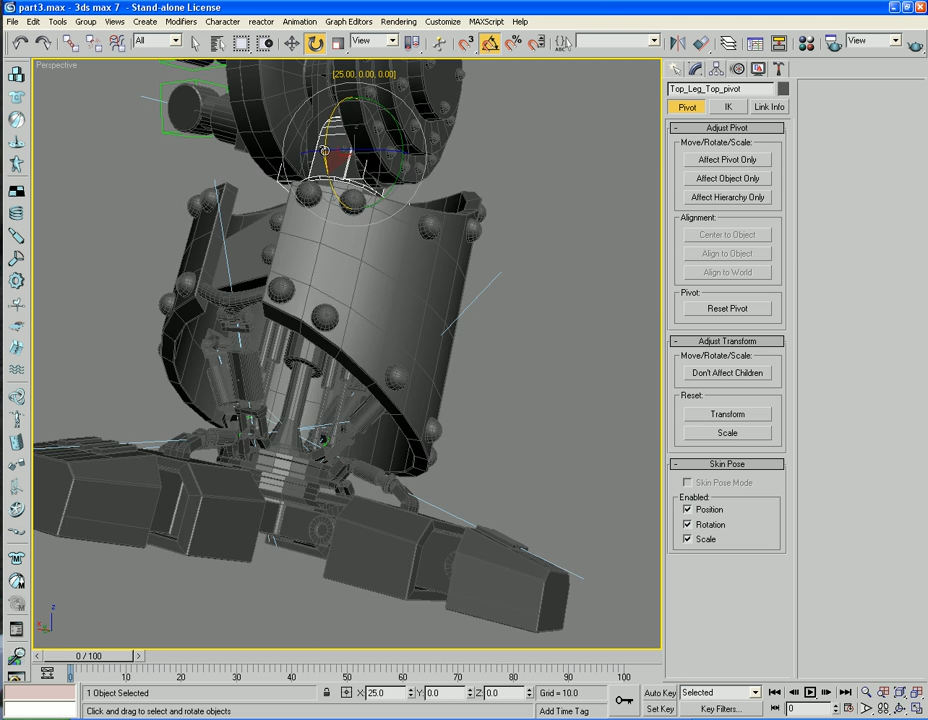 part3.max - 3ds max 7 - Stand-alone License
File Edit Tools Group Views Create Modifiers Character reactor Animation Graph Editors Rendering Customize MAXScript Help
All View View
Perspective
[25.00, 0.00, 0.00]
Top_Leg_Top_pivot
Pivot IK Link Info
- Adjust Pivot
Move/Rotate/Scale:
Affect Pivot Only
Affect Object Only
Affect Hierarchy Only
Alignment:
Center to Object
Align to Object
Align to World
Pivot:
Reset Pivot
- Adjust Transform
Move/Rotate/Scale:
Don't Affect Children
Reset:
Transform
Scale
- Skin Pose
Skin Pose Mode
Enabled:
Position
Rotation
Scale
z
x
< 0 / 100 >
0 10 20 30 40 50 60 70 80 90 100
1 Object Selected X: 25.0 Y: 0.0 Z: 0.0 Grid = 10.0 Auto Key Selected
Click and drag to select and rotate objects Add Time Tag Set Key Key Filters... 0